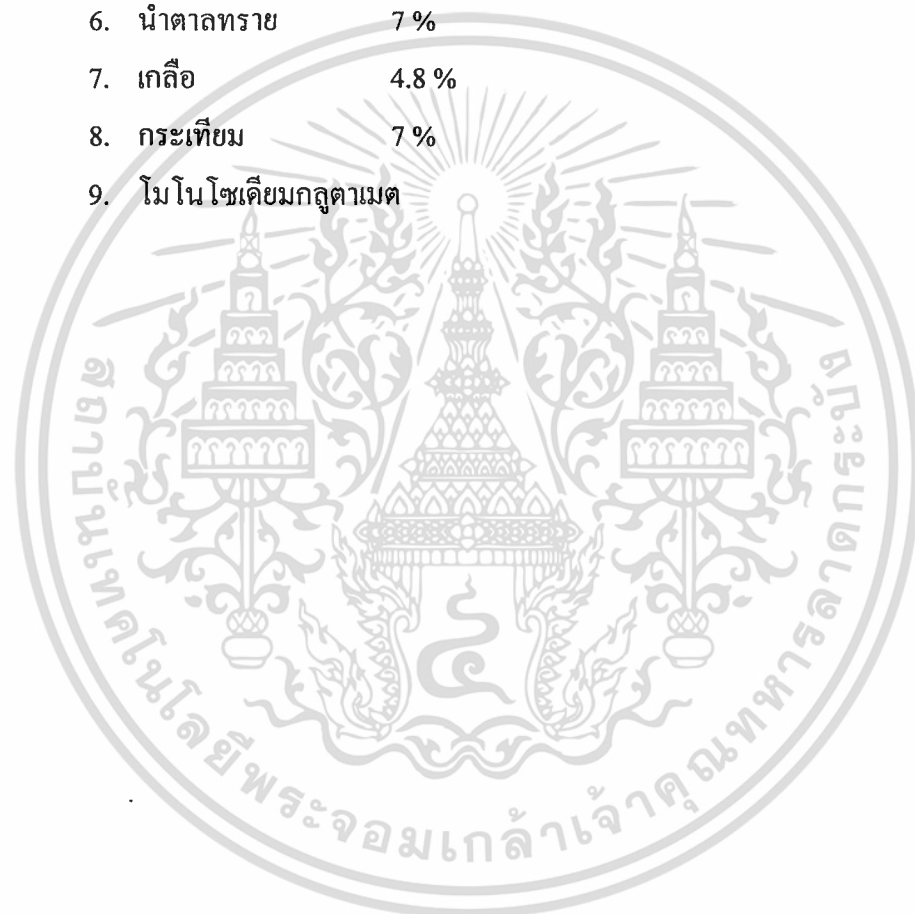 6. น้ำตาลทราย 7 %
7. เกลือ 4.8 %
8. กระเทียม 7 %
9. โมโนโซเดียมกลูตาเมต
สถาบันเทคโนโลยีพระจอมเกล้าเจ้าคุณทหารลาดกระบัง